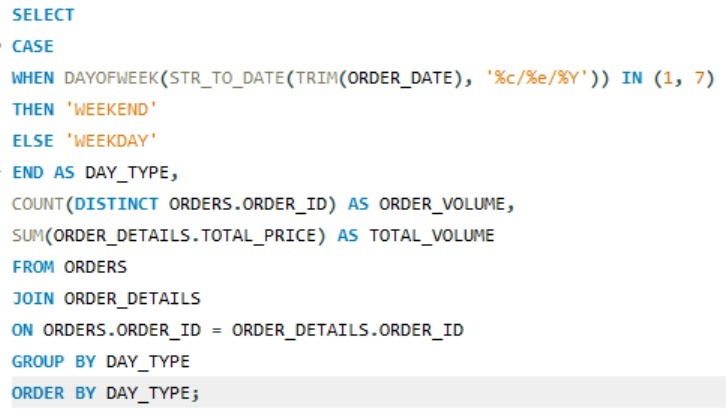 SELECT
CASE
WHEN DAYOFWEEK(STR_TO_DATE(TRIM(ORDER_DATE), '%c/%e/%Y')) IN (1, 7)
THEN 'WEEKEND'
ELSE 'WEEKDAY'
END AS DAY_TYPE,
COUNT(DISTINCT ORDERS.ORDER_ID) AS ORDER_VOLUME,
SUM(ORDER_DETAILS.TOTAL_PRICE) AS TOTAL_VOLUME
FROM ORDERS
JOIN ORDER_DETAILS
ON ORDERS.ORDER_ID = ORDER_DETAILS.ORDER_ID
GROUP BY DAY_TYPE
ORDER BY DAY_TYPE;